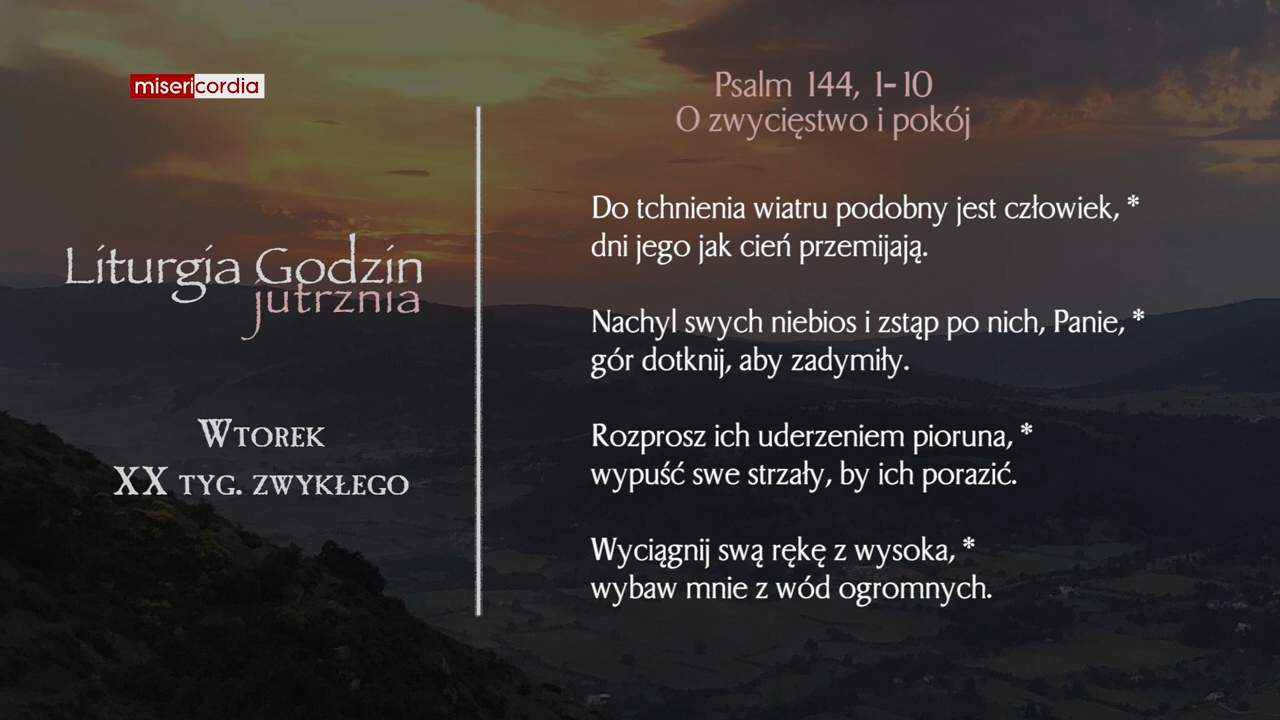 misericordia
Liturgia Godzin
jutrznia
Wtorek
XX tyg. zwykłego
Psalm 144, 1-10
O zwycięstwo i pokój
Do tchnienia wiatru podobny jest człowiek, *
dni jego jak cień przemijają.
Nachyl swych niebios i zstąp po nich, Panie, *
gór dotknij, aby zadymiły.
Rozprosz ich uderzeniem pioruna, *
wypuść swe strzały, by ich porazić.
Wyciągnij swą rękę z wysoka, *
wybaw mnie z wód ogromnych.